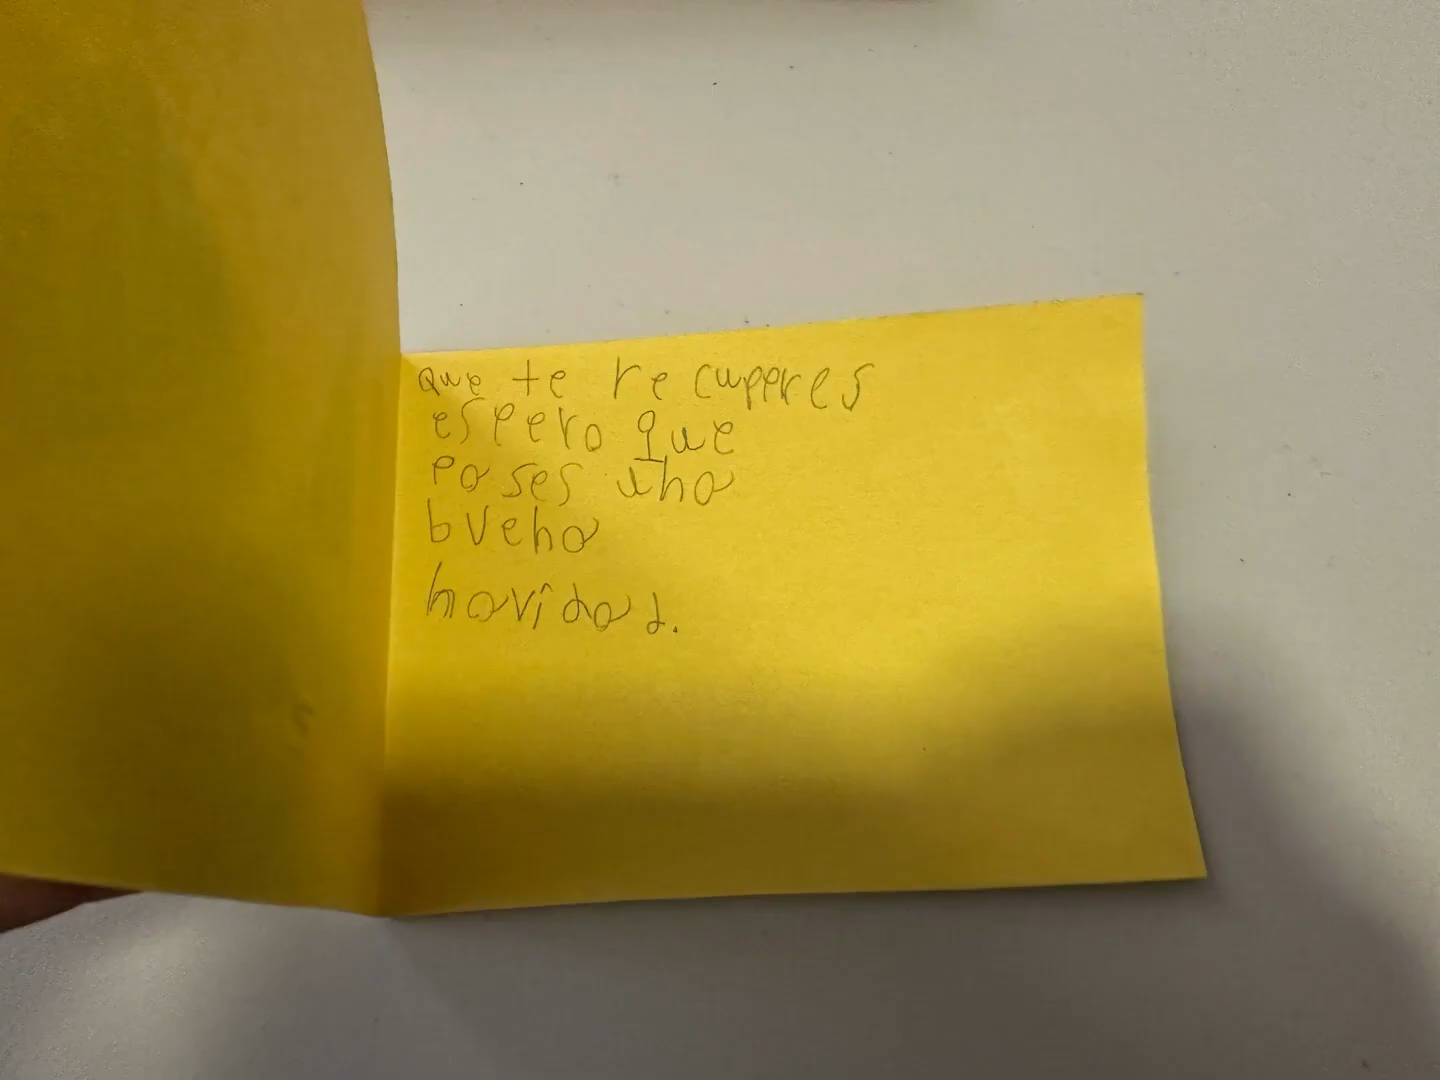 que te recuperes
espero que
pases una
buena
navidad.